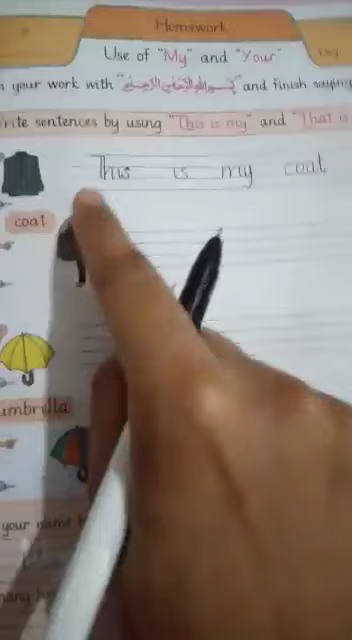 Homework
Use of "My" and "Your"
your work with "بسم الله الرحمن الرحيم" and finish saying
rite sentences by using "This is my" and "That is
This is my coat
coat
umbrella
your name